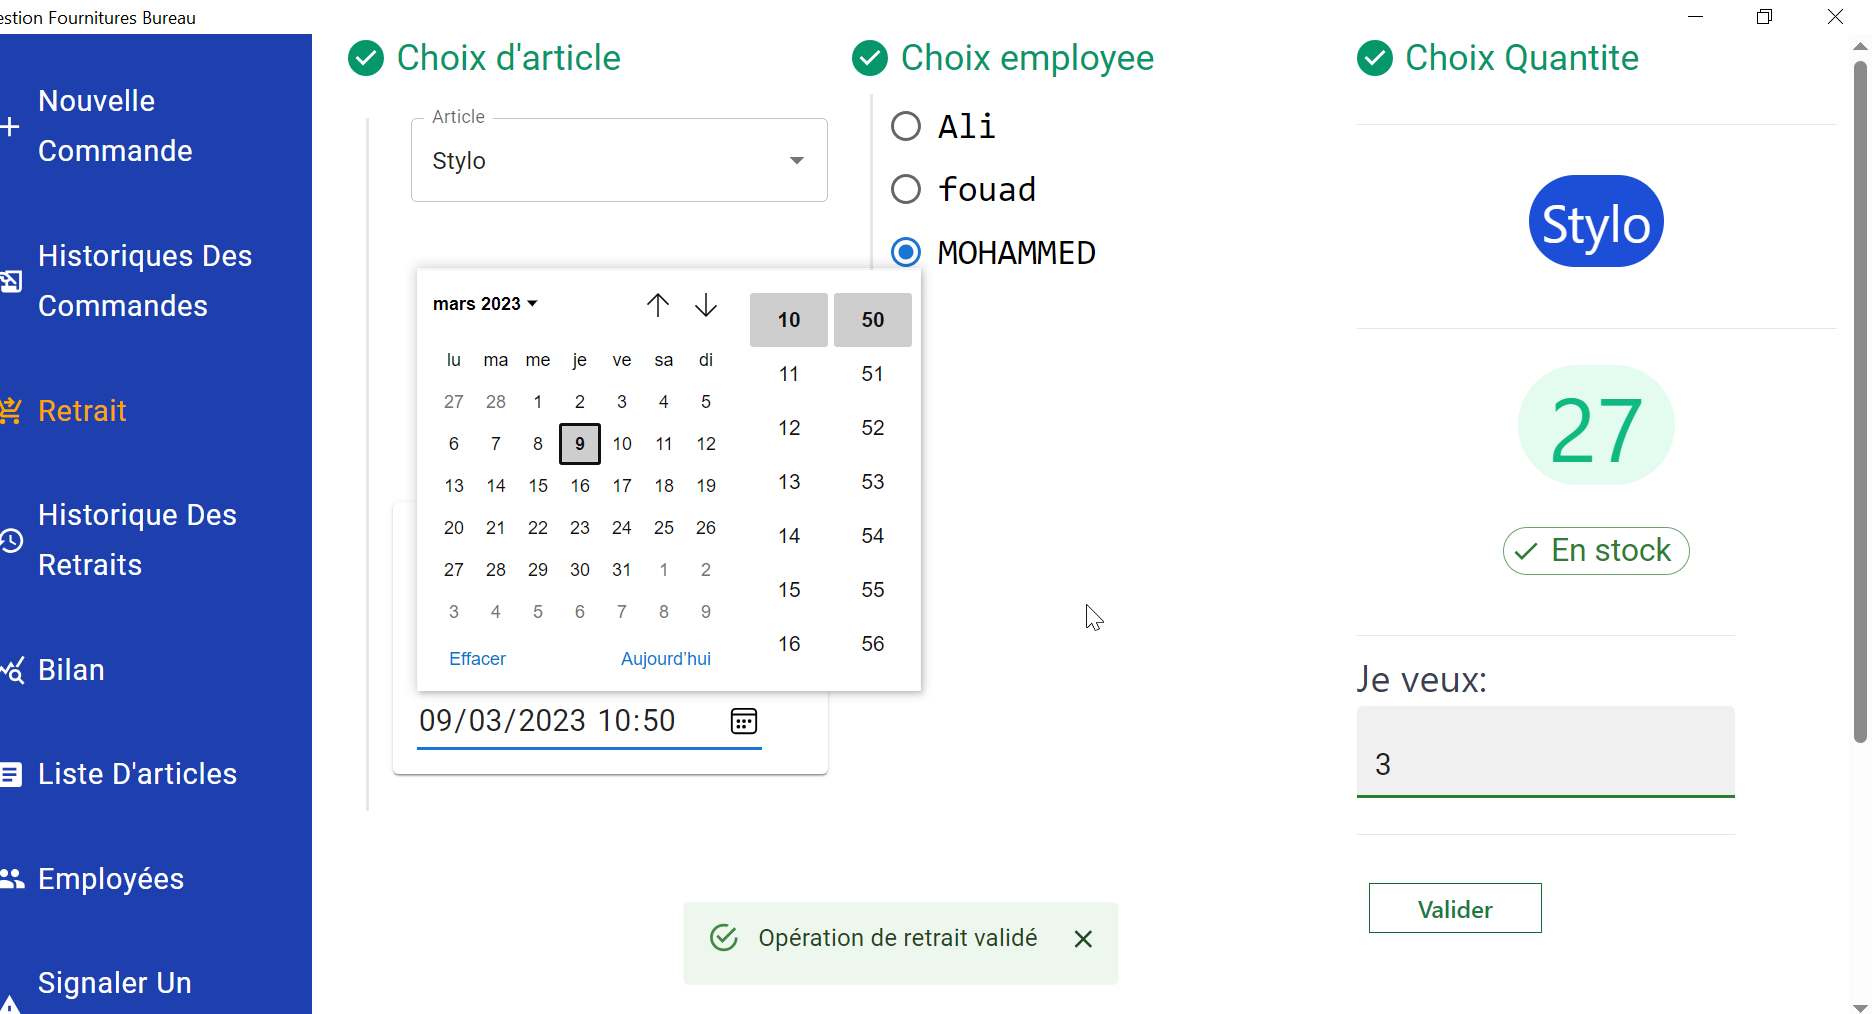 estion Fournitures Bureau
Nouvelle
Commande
Historiques Des
Commandes
Retrait
Historique Des
Retraits
Bilan
Liste D'articles
Employées
Signaler Un
Choix d'article
Article
Stylo
mars 2023
lu ma me je ve sa di
27 28 1 2 3 4 5
6 7 8 9 10 11 12
13 14 15 16 17 18 19
20 21 22 23 24 25 26
27 28 29 30 31 1 2
3 4 5 6 7 8 9
Effacer Aujourd'hui
10 50
11 51
12 52
13 53
14 54
15 55
16 56
09/03/2023 10:50
Choix employee
Ali
fouad
MOHAMMED
Choix Quantite
Stylo
27
En stock
Je veux:
3
Valider
Opération de retrait validé